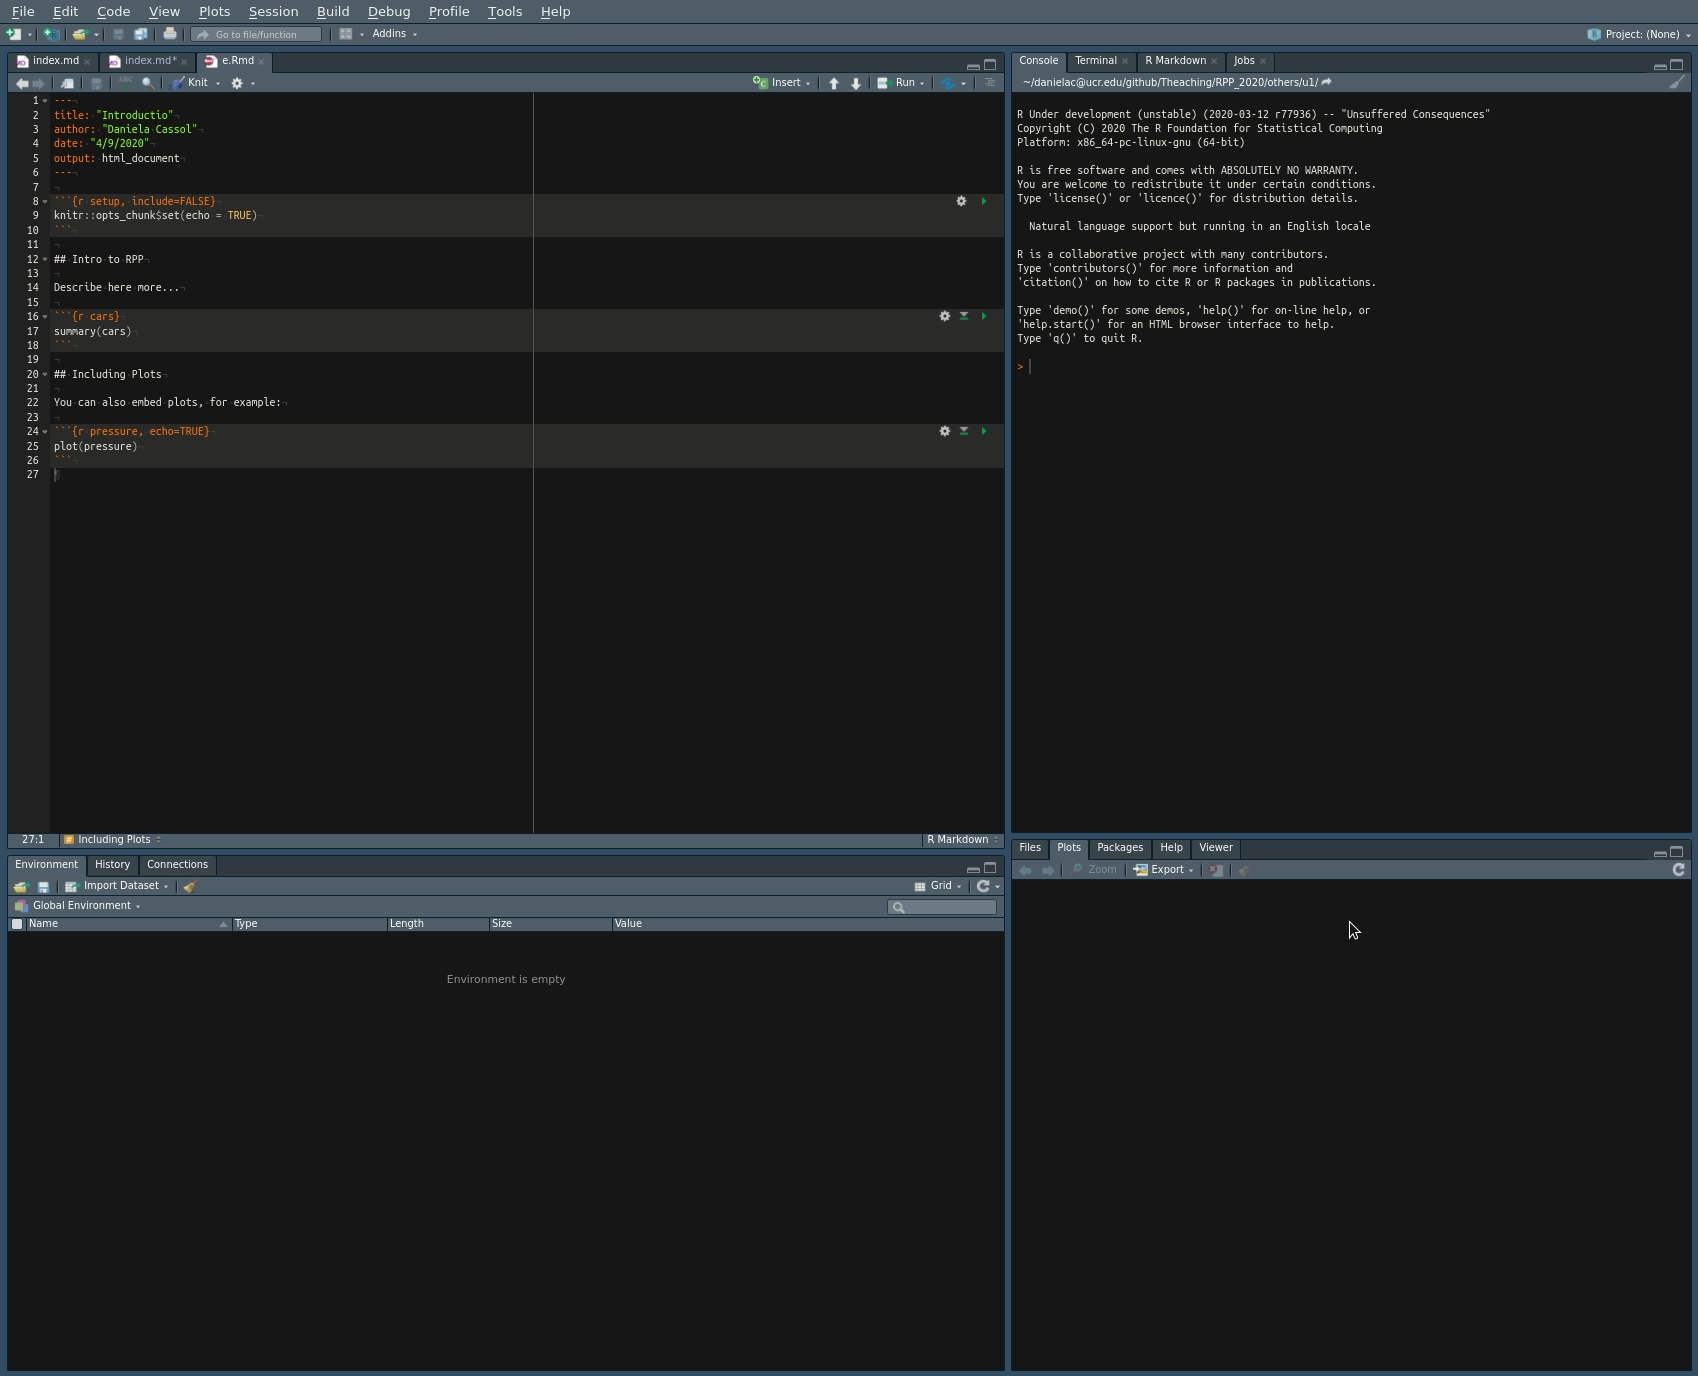 File Edit Code View Plots Session Build Debug Profile Tools Help
Go to file/function Addins Project: (None)
index.md index.md* e.Rmd
ABC Knit Insert Run
1 ---
2 title: "Introductio"
3 author: "Daniela Cassol"
4 date: "4/9/2020"
5 output: html_document
6 ---
7
8 ```{r setup, include=FALSE}
9 knitr::opts_chunk$set(echo = TRUE)
10 ```
11
12 ## Intro to RPP
13
14 Describe here more...
15
16 ```{r cars}
17 summary(cars)
18 ```
19
20 ## Including Plots
21
22 You can also embed plots, for example:
23
24 ```{r pressure, echo=TRUE}
25 plot(pressure)
26 ```
27
27:1 # Including Plots R Markdown
Console Terminal R Markdown Jobs
~/danielac@ucr.edu/github/Theaching/RPP_2020/others/u1/
R Under development (unstable) (2020-03-12 r77936) -- "Unsuffered Consequences"
Copyright (C) 2020 The R Foundation for Statistical Computing
Platform: x86_64-pc-linux-gnu (64-bit)
R is free software and comes with ABSOLUTELY NO WARRANTY.
You are welcome to redistribute it under certain conditions.
Type 'license()' or 'licence()' for distribution details.
Natural language support but running in an English locale
R is a collaborative project with many contributors.
Type 'contributors()' for more information and
'citation()' on how to cite R or R packages in publications.
Type 'demo()' for some demos, 'help()' for on-line help, or
'help.start()' for an HTML browser interface to help.
Type 'q()' to quit R.
>
Environment History Connections
Import Dataset Grid
Global Environment
Name Type Length Size Value
Environment is empty
Files Plots Packages Help Viewer
Zoom Export